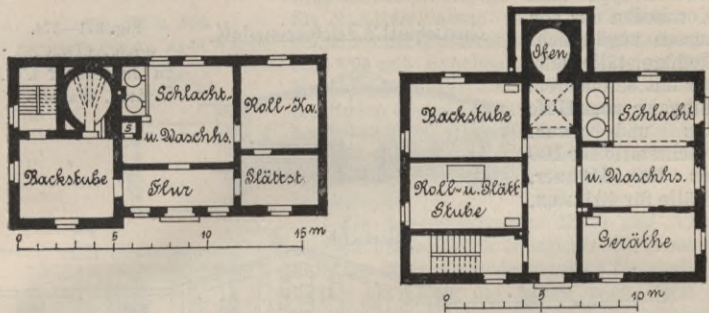 Schlacht-
u. Waschhs.
Roll-Ka.
S
Backstube
Flur
Plättst
0 5 10 15 m
Ofen
Backstube
Schlacht
Roll- u. Plätt
Stube
u. Waschhs.
Geräthe
0 5 10 m